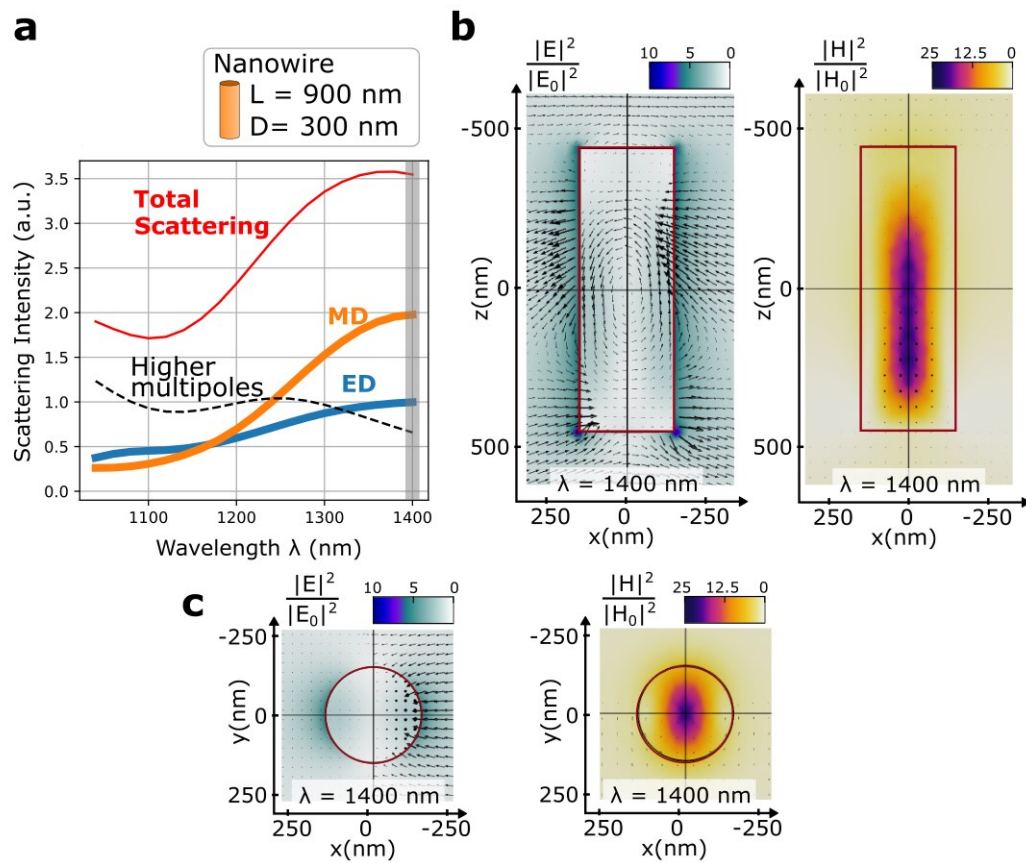 a
Nanowire
L = 900 nm
D= 300 nm
Scattering Intensity (a.u.)
3.5
3.0
2.5
2.0
1.5
1.0
0.5
0.0
Total
Scattering
MD
Higher
multipoles
ED
1100
1200
1300
1400
Wavelength λ (nm)
b
|E|²
|E₀|²
10
5
0
z(nm)
-500
0
500
λ = 1400 nm
250
0
-250
x(nm)
|H|²
|H₀|²
25
12.5
0
z(nm)
-500
0
500
λ = 1400 nm
250
0
-250
x(nm)
c
|E|²
|E₀|²
10
5
0
y(nm)
-250
0
250
λ = 1400 nm
250
0
-250
x(nm)
|H|²
|H₀|²
25
12.5
0
y(nm)
-250
0
250
λ = 1400 nm
250
0
-250
x(nm)